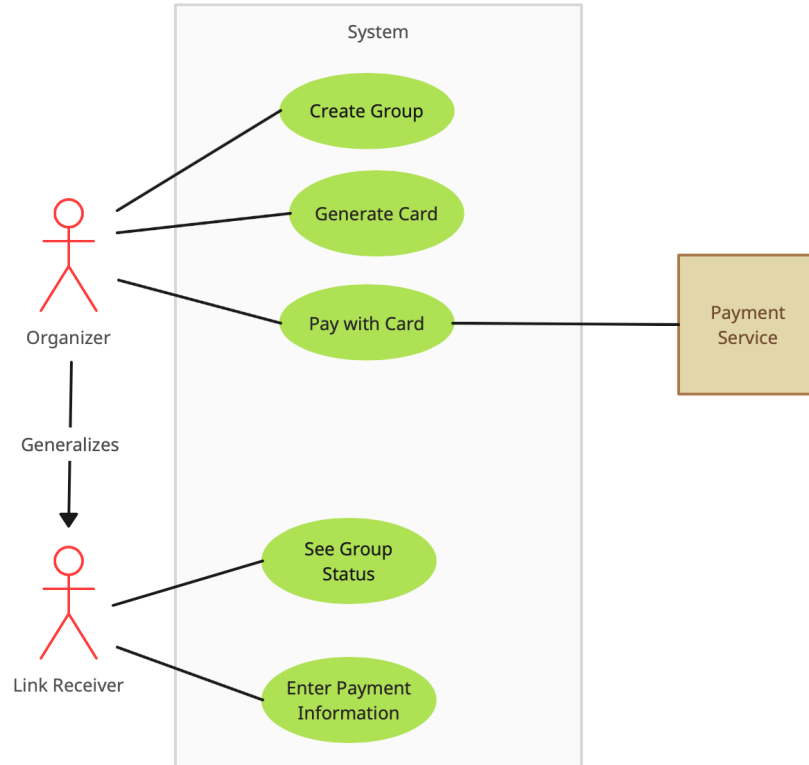 System
Create Group
Generate Card
Pay with Card
Payment
Service
Organizer
Generalizes
See Group
Status
Link Receiver
Enter Payment
Information